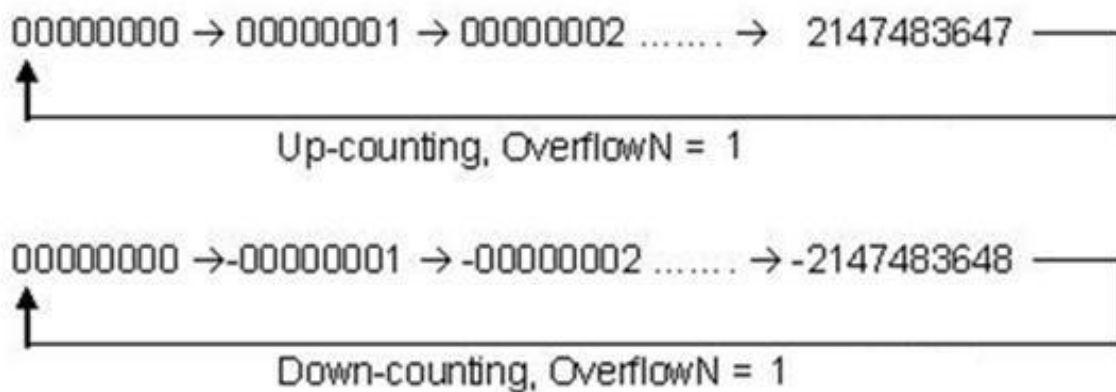 00000000 → 00000001 → 00000002 ....... → 2147483647
Up-counting, OverflowN = 1
00000000 →-00000001 → -00000002 ....... → -2147483648
Down-counting, OverflowN = 1